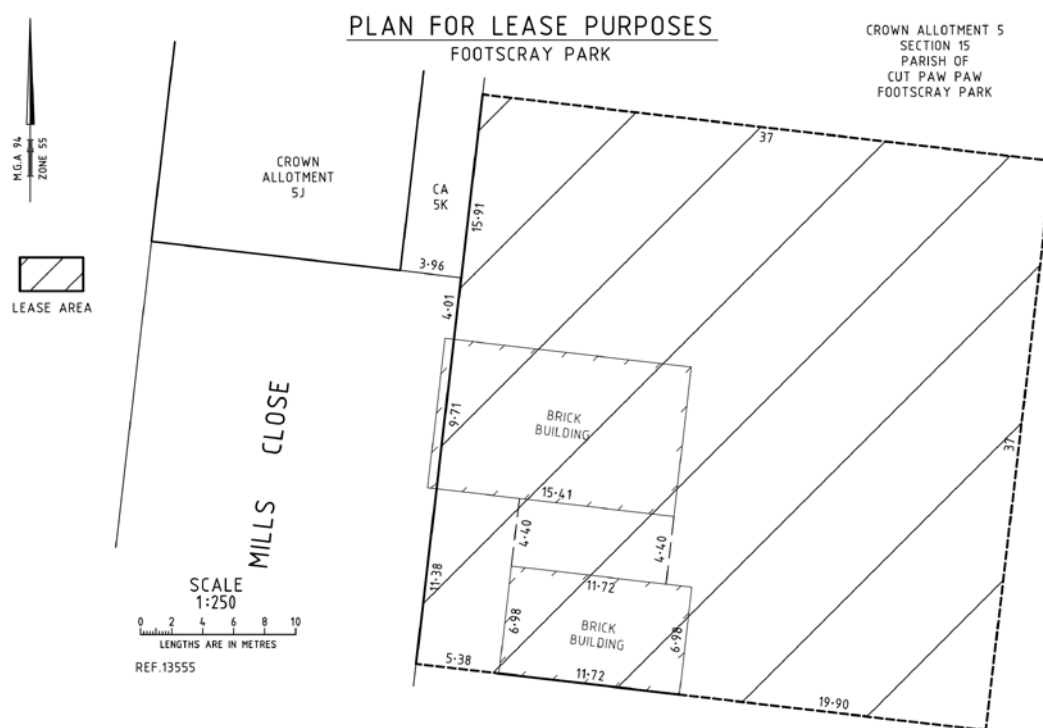 PLAN FOR LEASE PURPOSES
FOOTSCRAY PARK
CROWN ALLOTMENT 5
SECTION 15
PARISH OF
CUT PAW PAW
FOOTSCRAY PARK
M.G.A 94
ZONE 55
CROWN
ALLOTMENT
5J
CA
5K
37
15·91
3·96
LEASE AREA
4·01
MILLS CLOSE
9·71
BRICK
BUILDING
37
15·41
4·40
4·40
11·38
11·72
SCALE
1:250
0 2 4 6 8 10
LENGTHS ARE IN METRES
REF.13555
6·98
BRICK
BUILDING
6·98
5·38
11·72
19·90